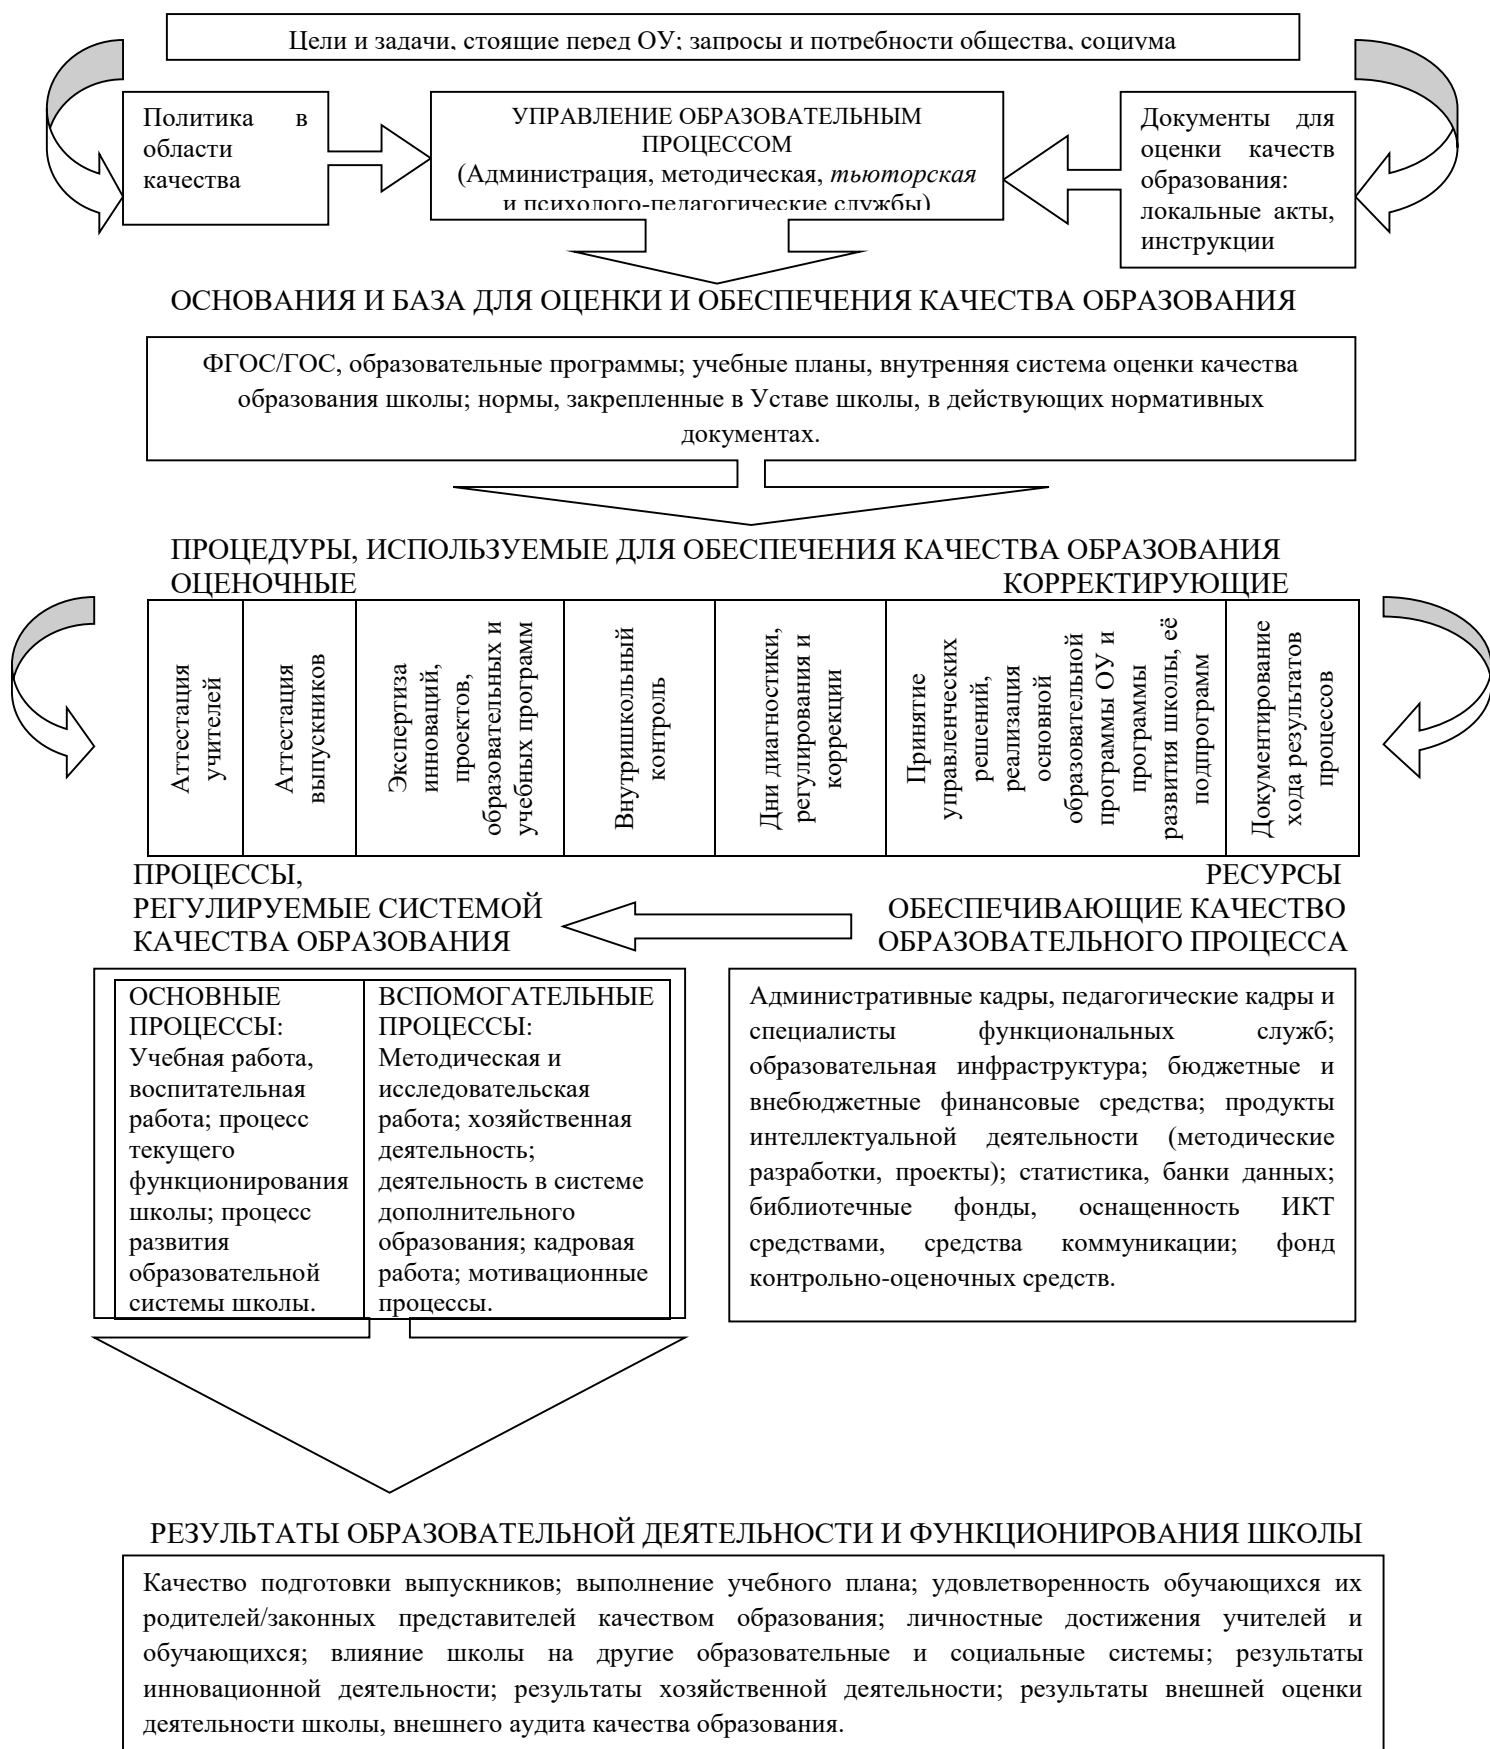 Цели и задачи, стоящие перед ОУ; запросы и потребности общества, социума
Политика в
области
качества
УПРАВЛЕНИЕ ОБРАЗОВАТЕЛЬНЫМ
ПРОЦЕССОМ
(Администрация, методическая, тьюторская
и психолого-педагогические службы)
Документы для
оценки качеств
образования:
локальные акты,
инструкции
ОСНОВАНИЯ И БАЗА ДЛЯ ОЦЕНКИ И ОБЕСПЕЧЕНИЯ КАЧЕСТВА ОБРАЗОВАНИЯ
ФГОС/ГОС, образовательные программы; учебные планы, внутренняя система оценки качества
образования школы; нормы, закрепленные в Уставе школы, в действующих нормативных
документах.
ПРОЦЕДУРЫ, ИСПОЛЬЗУЕМЫЕ ДЛЯ ОБЕСПЕЧЕНИЯ КАЧЕСТВА ОБРАЗОВАНИЯ
ОЦЕНОЧНЫЕ КОРРЕКТИРУЮЩИЕ
Аттестация
учителей
Аттестация
выпускников
Экспертиза
инноваций,
проектов,
образовательных и
учебных программ
Внутришкольный
контроль
Дни диагностики,
регулирования и
коррекции
Принятие
управленческих
решений,
реализация
основной
образовательной
программы ОУ и
программы
развития школы, её
подпрограмм
Документирование
хода результатов
процессов
ПРОЦЕССЫ,
РЕГУЛИРУЕМЫЕ СИСТЕМОЙ
КАЧЕСТВА ОБРАЗОВАНИЯ
РЕСУРСЫ
ОБЕСПЕЧИВАЮЩИЕ КАЧЕСТВО
ОБРАЗОВАТЕЛЬНОГО ПРОЦЕССА
ОСНОВНЫЕ
ПРОЦЕССЫ:
Учебная работа,
воспитательная
работа; процесс
текущего
функционирования
школы; процесс
развития
образовательной
системы школы.
ВСПОМОГАТЕЛЬНЫЕ
ПРОЦЕССЫ:
Методическая и
исследовательская
работа; хозяйственная
деятельность;
деятельность в системе
дополнительного
образования; кадровая
работа; мотивационные
процессы.
Административные кадры, педагогические кадры и
специалисты функциональных служб;
образовательная инфраструктура; бюджетные и
внебюджетные финансовые средства; продукты
интеллектуальной деятельности (методические
разработки, проекты); статистика, банки данных;
библиотечные фонды, оснащенность ИКТ
средствами, средства коммуникации; фонд
контрольно-оценочных средств.
РЕЗУЛЬТАТЫ ОБРАЗОВАТЕЛЬНОЙ ДЕЯТЕЛЬНОСТИ И ФУНКЦИОНИРОВАНИЯ ШКОЛЫ
Качество подготовки выпускников; выполнение учебного плана; удовлетворенность обучающихся их
родителей/законных представителей качеством образования; личностные достижения учителей и
обучающихся; влияние школы на другие образовательные и социальные системы; результаты
инновационной деятельности; результаты хозяйственной деятельности; результаты внешней оценки
деятельности школы, внешнего аудита качества образования.